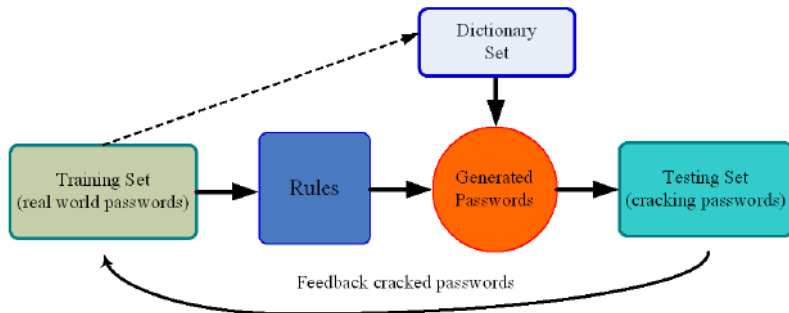 Dictionary
Set
Training Set
(real world passwords)
Rules
Generated
Passwords
Testing Set
(cracking passwords)
Feedback cracked passwords